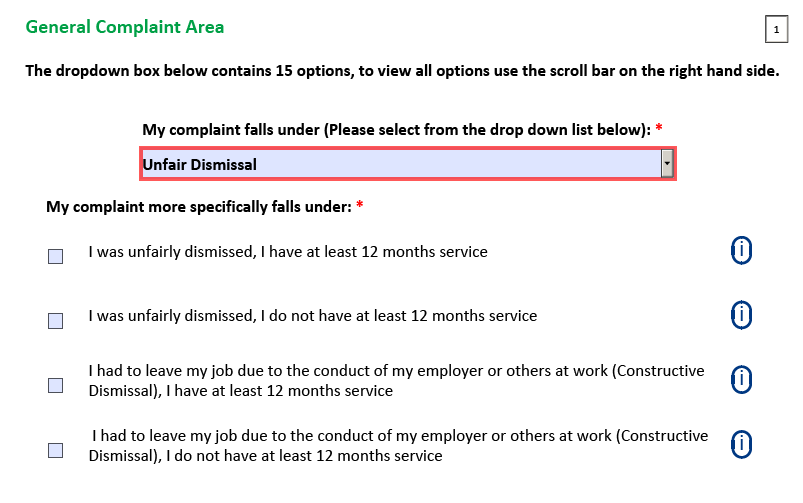 General Complaint Area
1
The dropdown box below contains 15 options, to view all options use the scroll bar on the right hand side.
My complaint falls under (Please select from the drop down list below): *
Unfair Dismissal
My complaint more specifically falls under: *
I was unfairly dismissed, I have at least 12 months service
i
I was unfairly dismissed, I do not have at least 12 months service
i
I had to leave my job due to the conduct of my employer or others at work (Constructive
Dismissal), I have at least 12 months service
i
I had to leave my job due to the conduct of my employer or others at work (Constructive
Dismissal), I do not have at least 12 months service
i